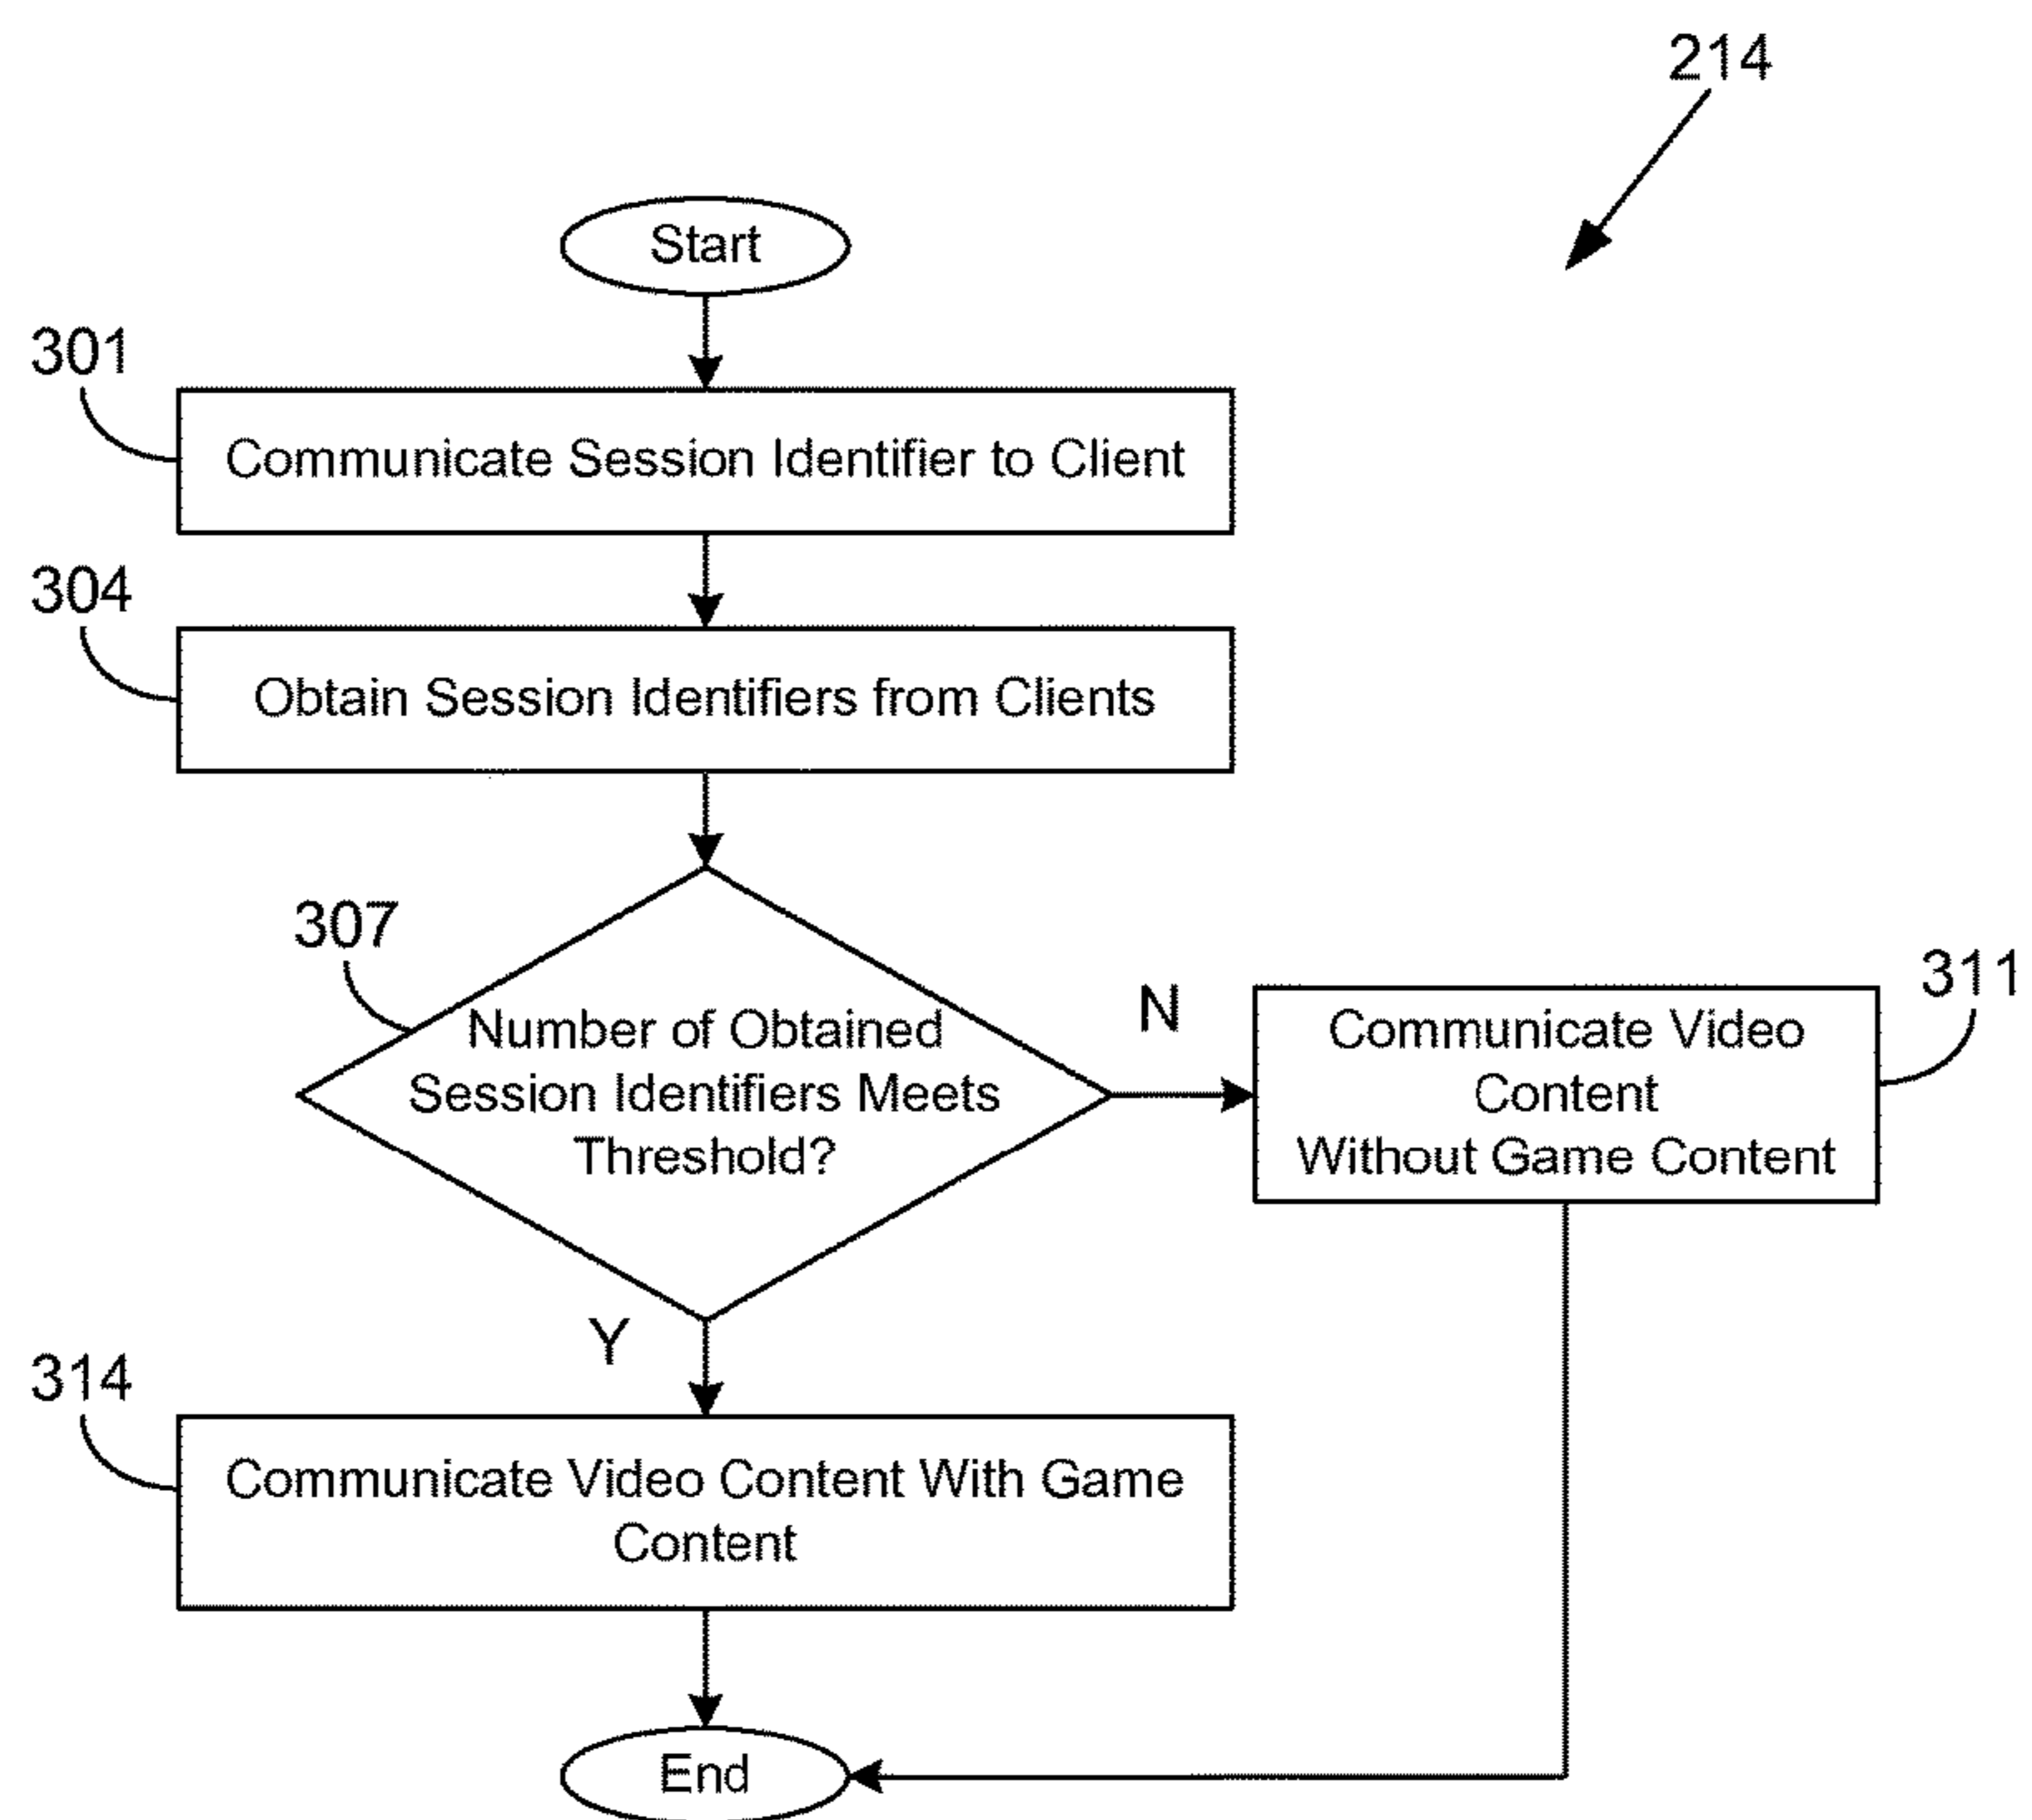 214
Start
301
Communicate Session Identifier to Client
304
Obtain Session Identifiers from Clients
307
Number of Obtained
Session Identifiers Meets
Threshold?
N
311
Communicate Video
Content
Without Game Content
Y
314
Communicate Video Content With Game
Content
End